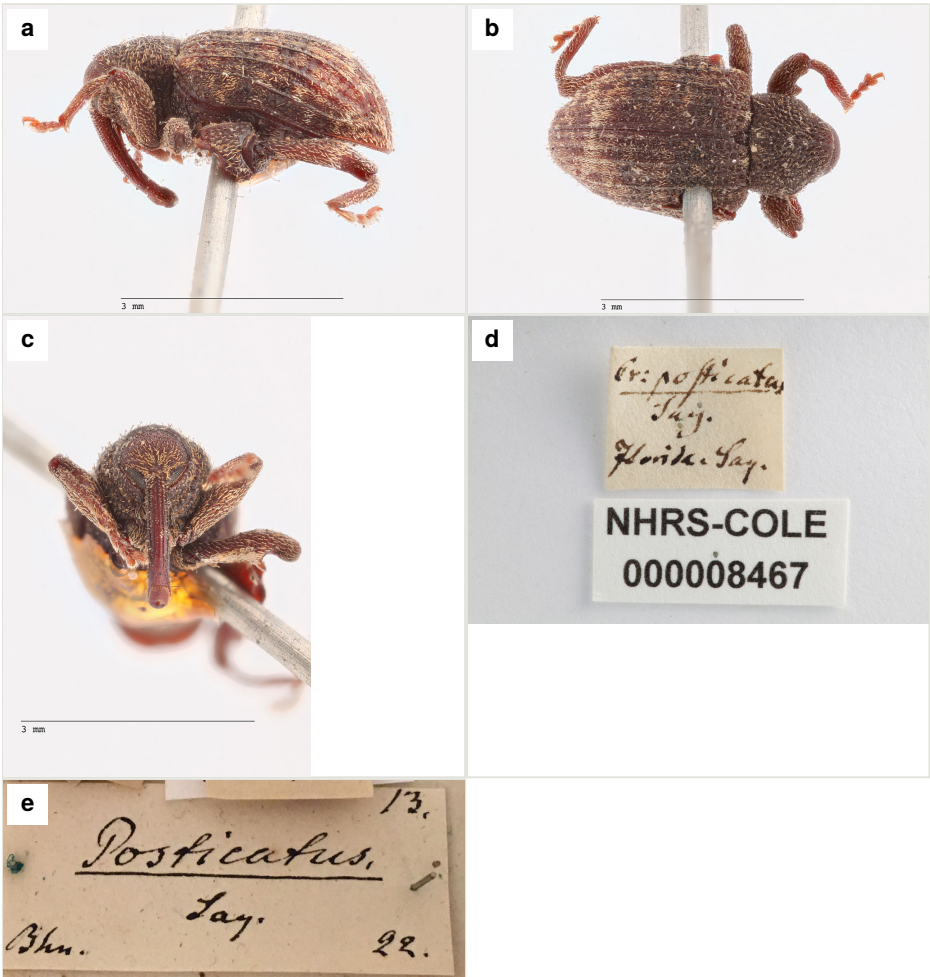 a
3 mm
b
3 mm
c
3 mm
d
Cr: posticatus
Say.
Florida. Say.
NHRS-COLE
000008467
e
13.
Posticatus.
Say.
Bhn. 22.